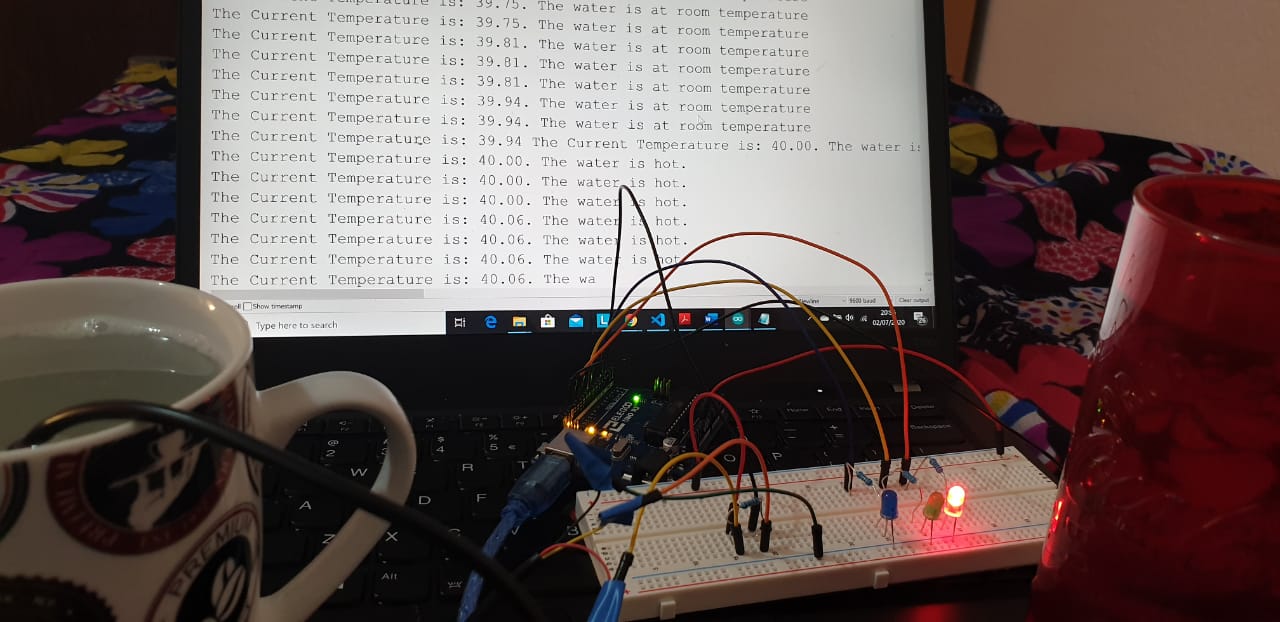 Current Temperature is: 39.75. The water is at room temperature
The Current Temperature is: 39.75. The water is at room temperature
The Current Temperature is: 39.81. The water is at room temperature
The Current Temperature is: 39.81. The water is at room temperature
The Current Temperature is: 39.81. The water is at room temperature
The Current Temperature is: 39.94. The water is at room temperature
The Current Temperature is: 39.94. The water is at room temperature
The Current Temperature is: 39.94 The Current Temperature is: 40.00. The water is
The Current Temperature is: 40.00. The water is hot.
The Current Temperature is: 40.00. The water is hot.
The Current Temperature is: 40.00. The water is hot.
The Current Temperature is: 40.06. The water is hot.
The Current Temperature is: 40.06. The water is hot.
The Current Temperature is: 40.06. The water is hot.
The Current Temperature is: 40.06. The wa
Show timestamp
9600 baud
Clear output
Type here to search
02/07/2020
Home End Insert Delete
Backspace
2 4 5 €
W R T O P
A D F
Z X
Alt
ELEGOO
PREMIUM